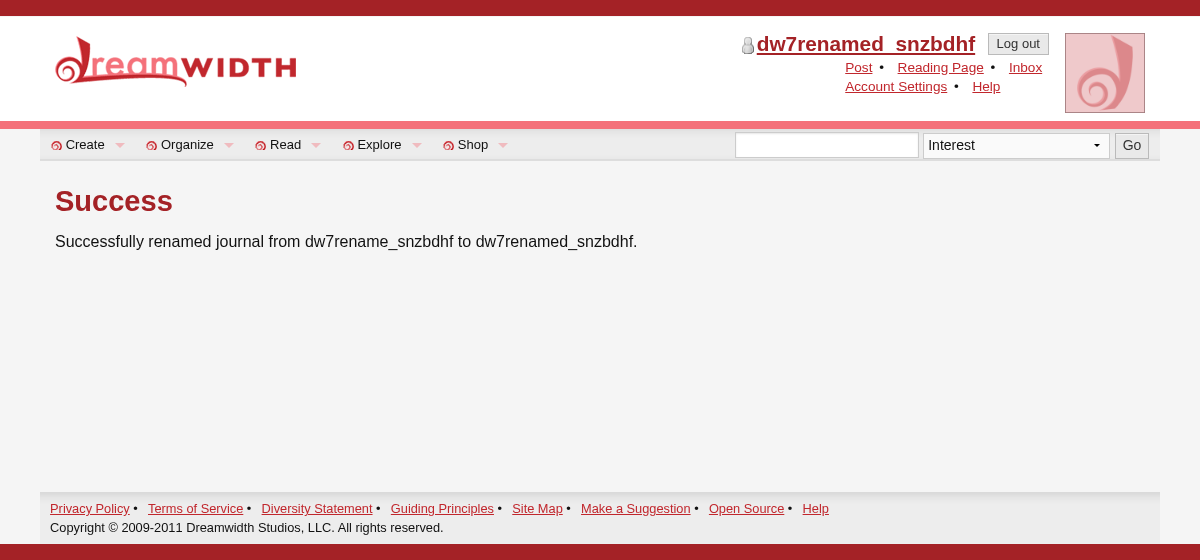 dreamWIDTH
dw7renamed_snzbdhf Log out
Post • Reading Page • Inbox
Account Settings • Help
Create Organize Read Explore Shop Interest Go
Success
Successfully renamed journal from dw7rename_snzbdhf to dw7renamed_snzbdhf.
Privacy Policy • Terms of Service • Diversity Statement • Guiding Principles • Site Map • Make a Suggestion • Open Source • Help
Copyright © 2009-2011 Dreamwidth Studios, LLC. All rights reserved.